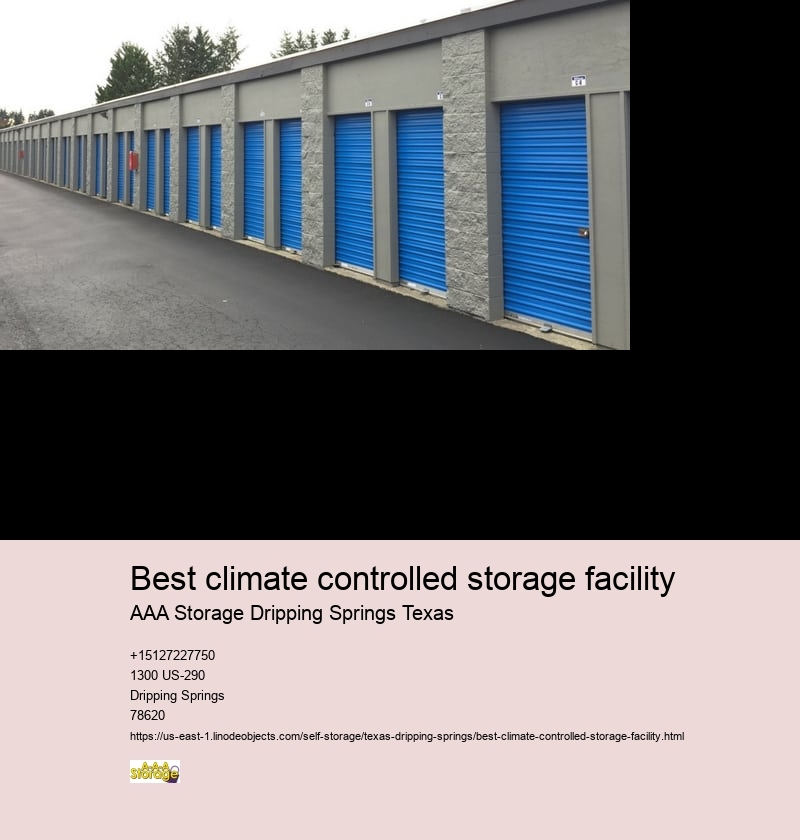 Best climate controlled storage facility
AAA Storage Dripping Springs Texas
+15127227750
1300 US-290
Dripping Springs
78620
https://us-east-1.linodeobjects.com/self-storage/texas-dripping-springs/best-climate-controlled-storage-facility.html
AAA
Storage